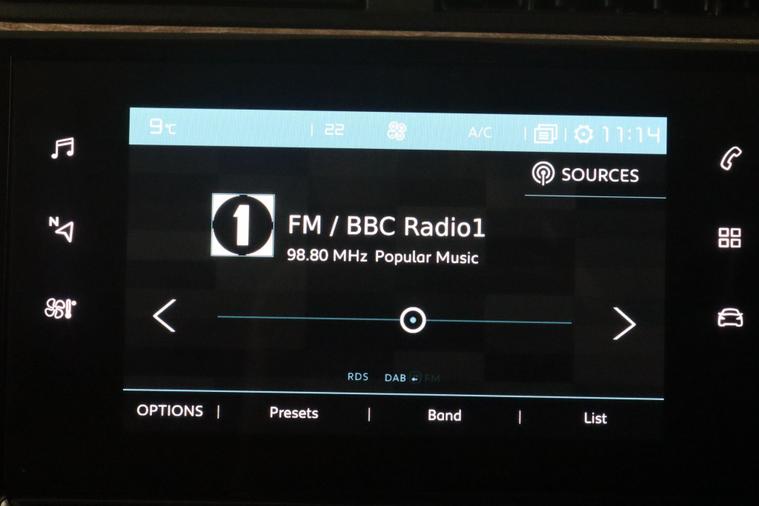 9°C 22 A/C 11:14
SOURCES
1
FM / BBC Radio1
98.80 MHz Popular Music
N
RDS DAB FM
OPTIONS | Presets | Band | List